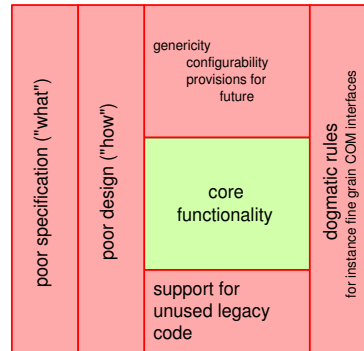 poor specification ("what")
poor design ("how")
genericity
configurability
provisions for
future
core
functionality
support for
unused legacy
code
dogmatic rules
for instance fine grain COM interfaces